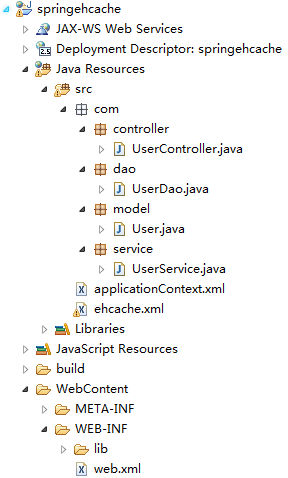 springehcache
JAX-WS Web Services
Deployment Descriptor: springehcache
Java Resources
src
com
controller
UserController.java
dao
UserDao.java
model
User.java
service
UserService.java
applicationContext.xml
ehcache.xml
Libraries
JavaScript Resources
build
WebContent
META-INF
WEB-INF
lib
web.xml